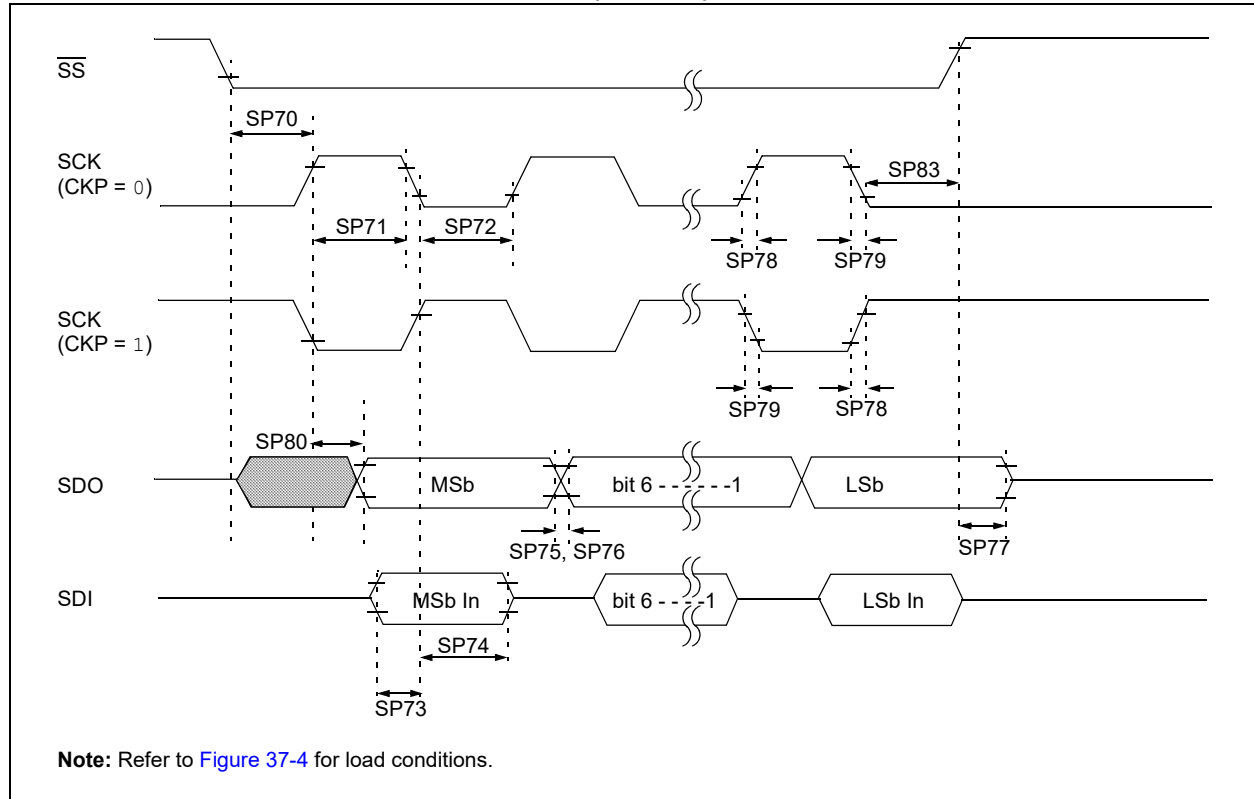 SS
SP70
SCK
(CKP = 0)
SP83
SP71
SP72
SP78
SP79
SCK
(CKP = 1)
SP79
SP78
SP80
SDO
MSb
bit 6 - - - - - - -1
LSb
SP75, SP76
SP77
SDI
MSb In
bit 6 - - - - -1
LSb In
SP74
SP73
Note: Refer to Figure 37-4 for load conditions.